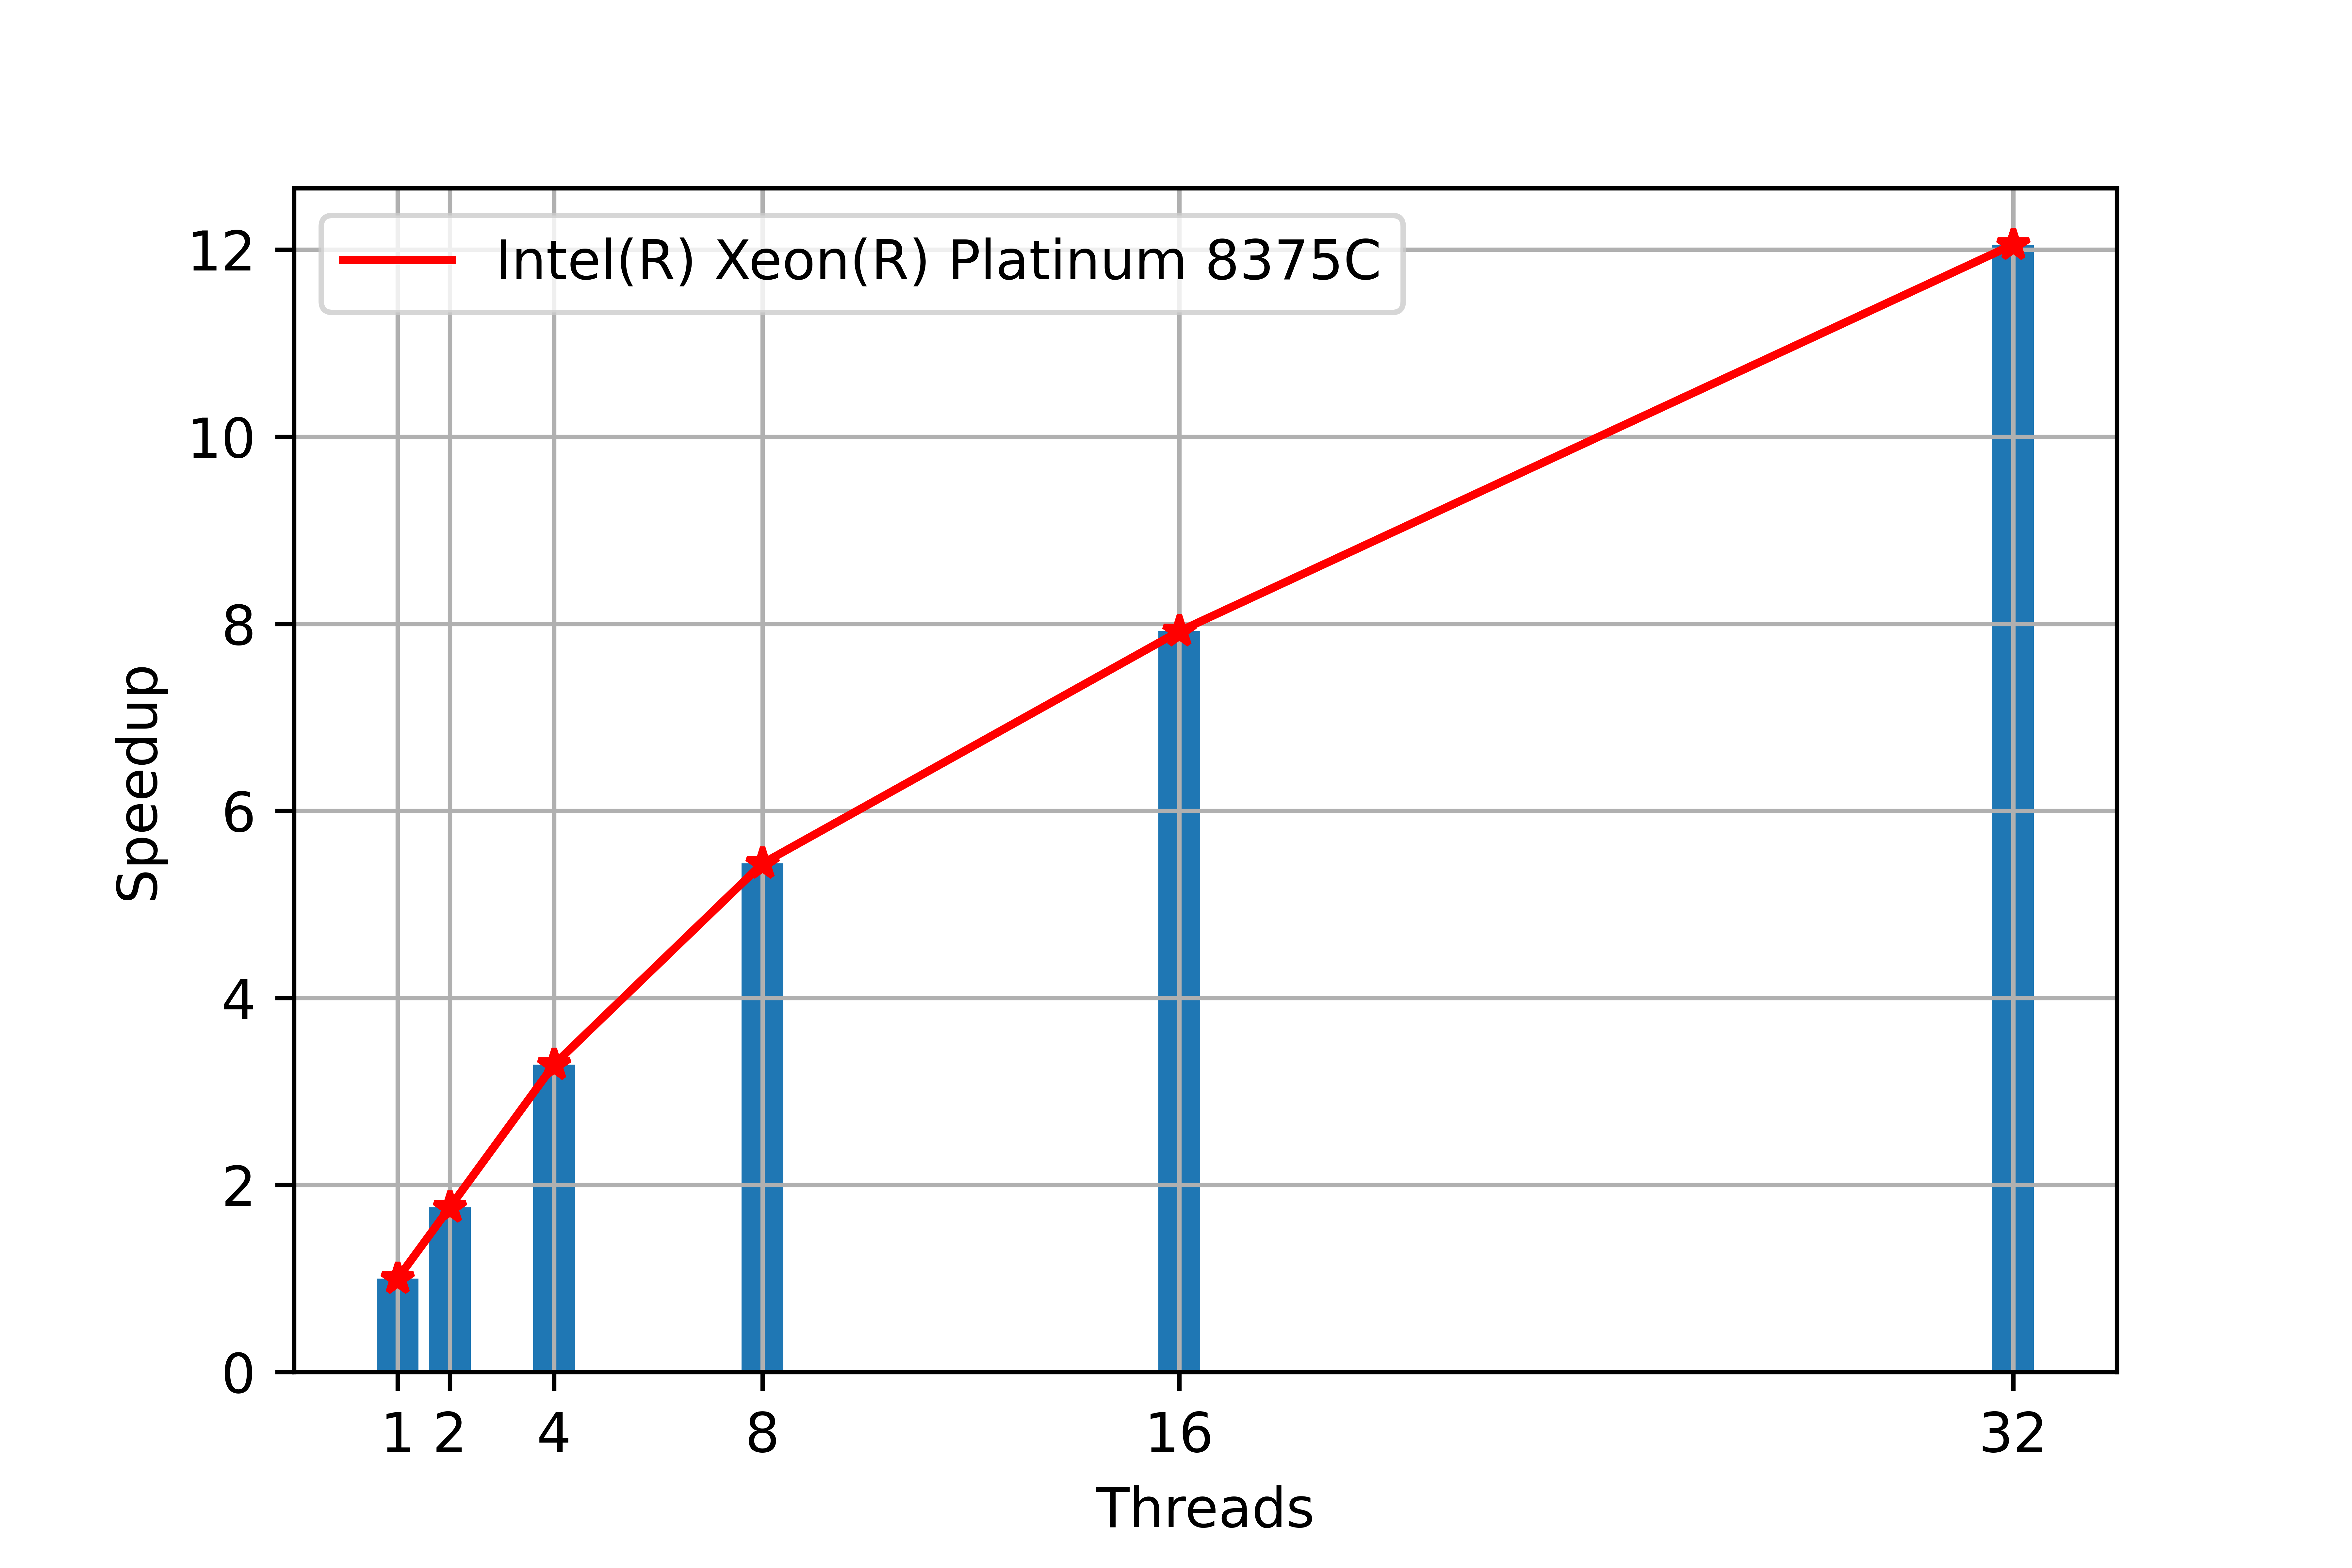 Intel(R) Xeon(R) Platinum 8375C
12
10
8
6
4
2
0
Speedup
1 2 4 8 16 32
Threads